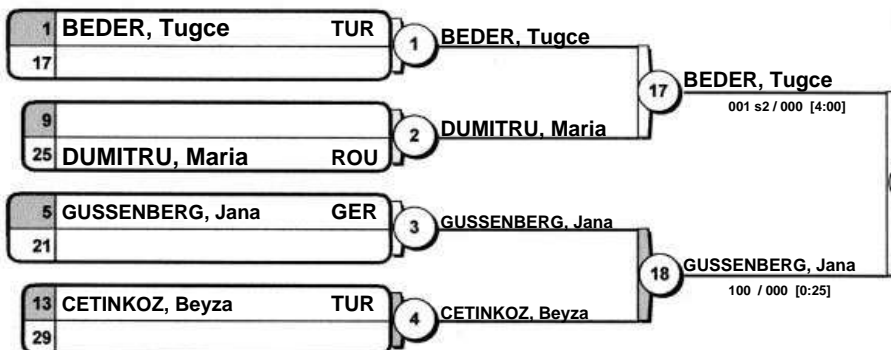 1 BEDER, Tugce TUR
17
9
25 DUMITRU, Maria ROU
5 GUSSENBERG, Jana GER
21
13 CETINKOZ, Beyza TUR
29
1 BEDER, Tugce
2 DUMITRU, Maria
3 GUSSENBERG, Jana
4 CETINKOZ, Beyza
17 BEDER, Tugce
001 s2 / 000 [4:00]
18 GUSSENBERG, Jana
100 / 000 [0:25]